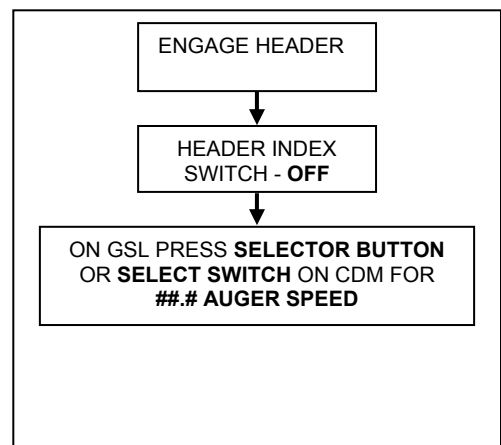 ENGAGE HEADER
HEADER INDEX
SWITCH - OFF
ON GSL PRESS SELECTOR BUTTON
OR SELECT SWITCH ON CDM FOR
##.# AUGER SPEED